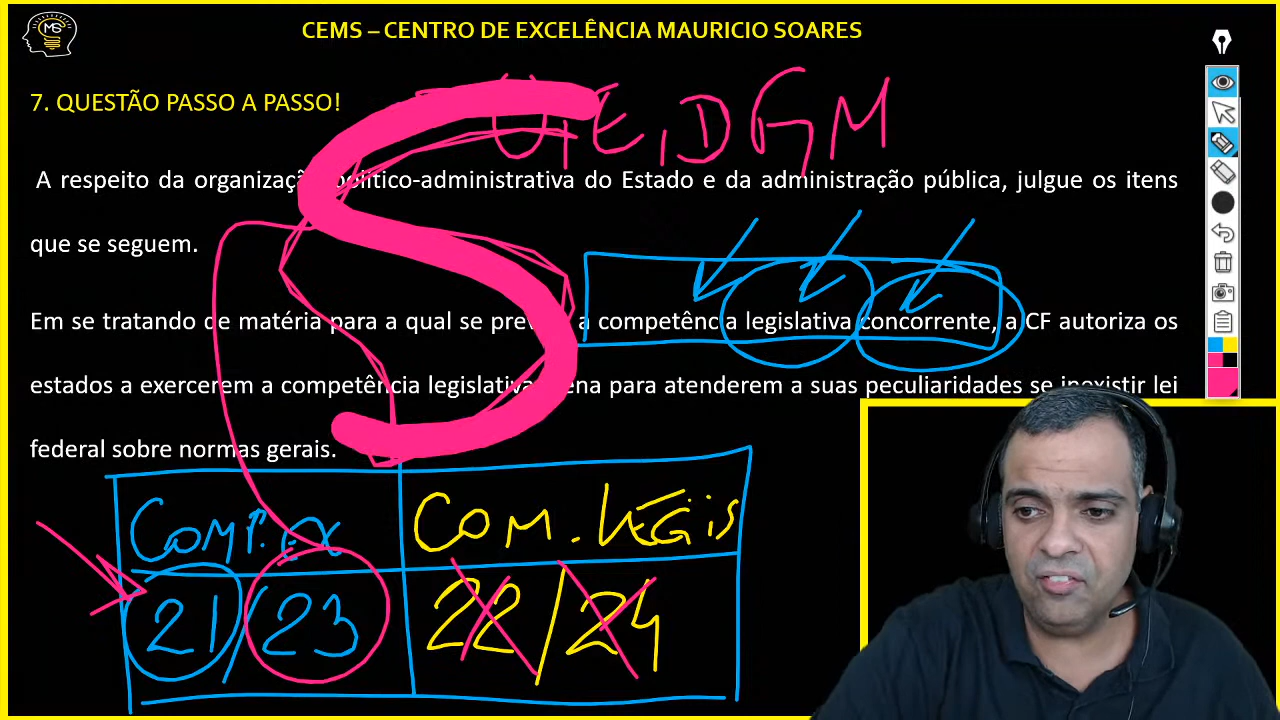 CEMS – CENTRO DE EXCELÊNCIA MAURICIO SOARES
MS
7. QUESTÃO PASSO A PASSO!
U, E, DF, M
S
A respeito da organização político-administrativa do Estado e da administração pública, julgue os itens
que se seguem.
Em se tratando de matéria para a qual se prevê a competência legislativa concorrente, a CF autoriza os
estados a exercerem a competência legislativa plena para atenderem a suas peculiaridades se inexistir lei
federal sobre normas gerais.
COMP. EX COM. LEGIS
21/23 22/24